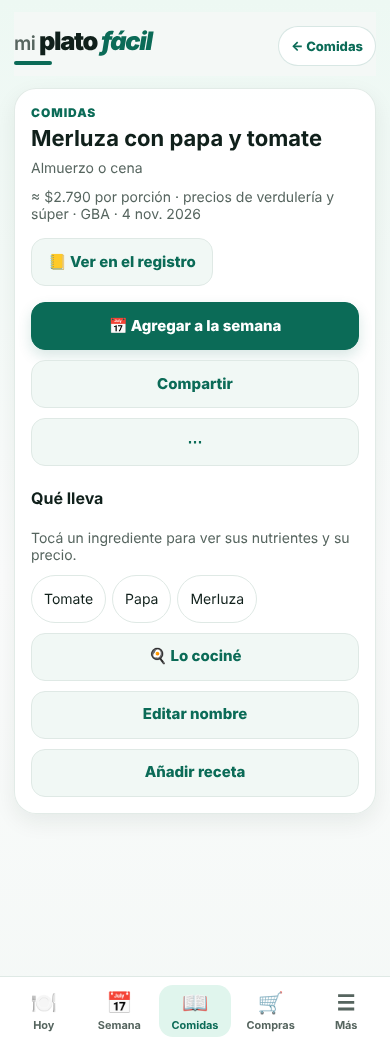 mi plato fácil
← Comidas
COMIDAS
Merluza con papa y tomate
Almuerzo o cena
≈ $2.790 por porción · precios de verdulería y
súper · GBA · 4 nov. 2026
📒 Ver en el registro
📅 Agregar a la semana
Compartir
...
Qué lleva
Tocá un ingrediente para ver sus nutrientes y su
precio.
Tomate Papa Merluza
🍳 Lo cociné
Editar nombre
Añadir receta
Hoy Semana Comidas Compras Más